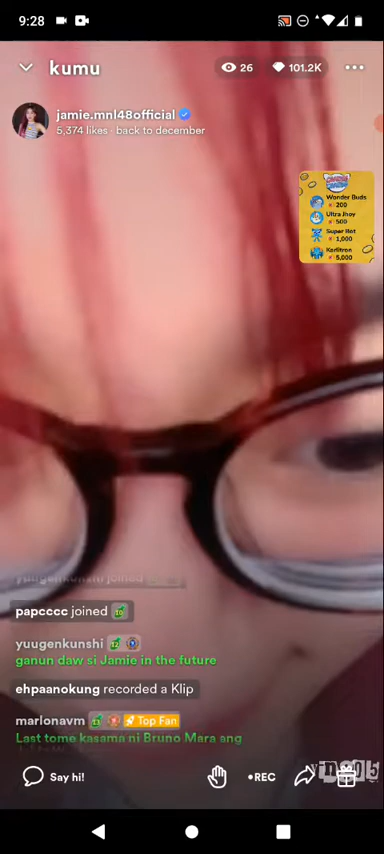 9:28
kumu
26
101.2K
jamie.mnl48official
5,374 likes · back to december
Wonder Buds
200
Ultra Jhoy
500
Super Hot
1,000
Karlitron
5,000
yuugenkunshi joined
papcccc joined
yuugenkunshi
ganun daw si Jamie in the future
ehpaanokung recorded a Klip
marlonavm Top Fan
Last tome kasama ni Bruno Mara ang
Say hi!
•REC